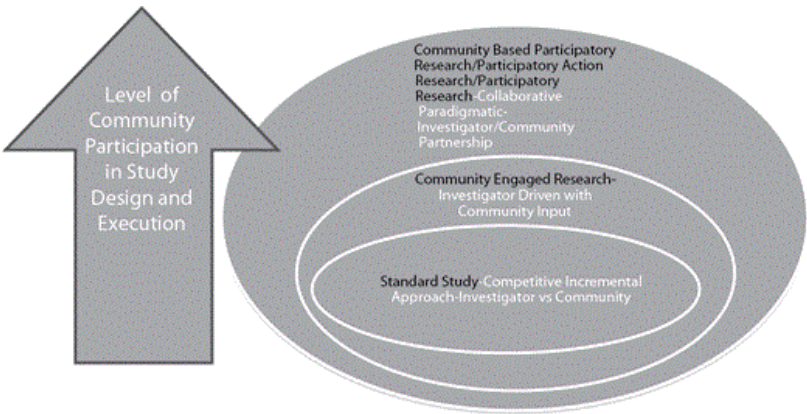 Level of
Community
Participation
in Study
Design and
Execution
Community Based Participatory
Research/Participatory Action
Research/Participatory
Research-Collaborative
Paradigmatic-
Investigator/Community
Partnership
Community Engaged Research-
Investigator Driven with
Community Input
Standard Study-Competitive Incremental
Approach-Investigator vs Community